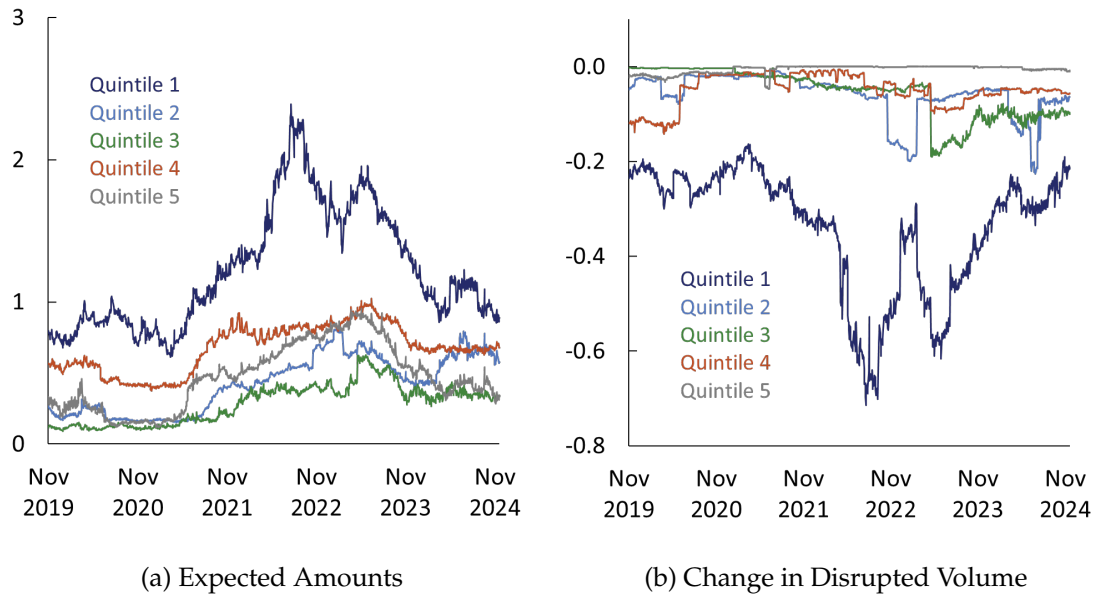 3
2
1
0
Quintile 1
Quintile 2
Quintile 3
Quintile 4
Quintile 5
Nov Nov Nov Nov Nov Nov
2019 2020 2021 2022 2023 2024
(a) Expected Amounts
0.0
-0.2
-0.4
-0.6
-0.8
Quintile 1
Quintile 2
Quintile 3
Quintile 4
Quintile 5
Nov Nov Nov Nov Nov Nov
2019 2020 2021 2022 2023 2024
(b) Change in Disrupted Volume